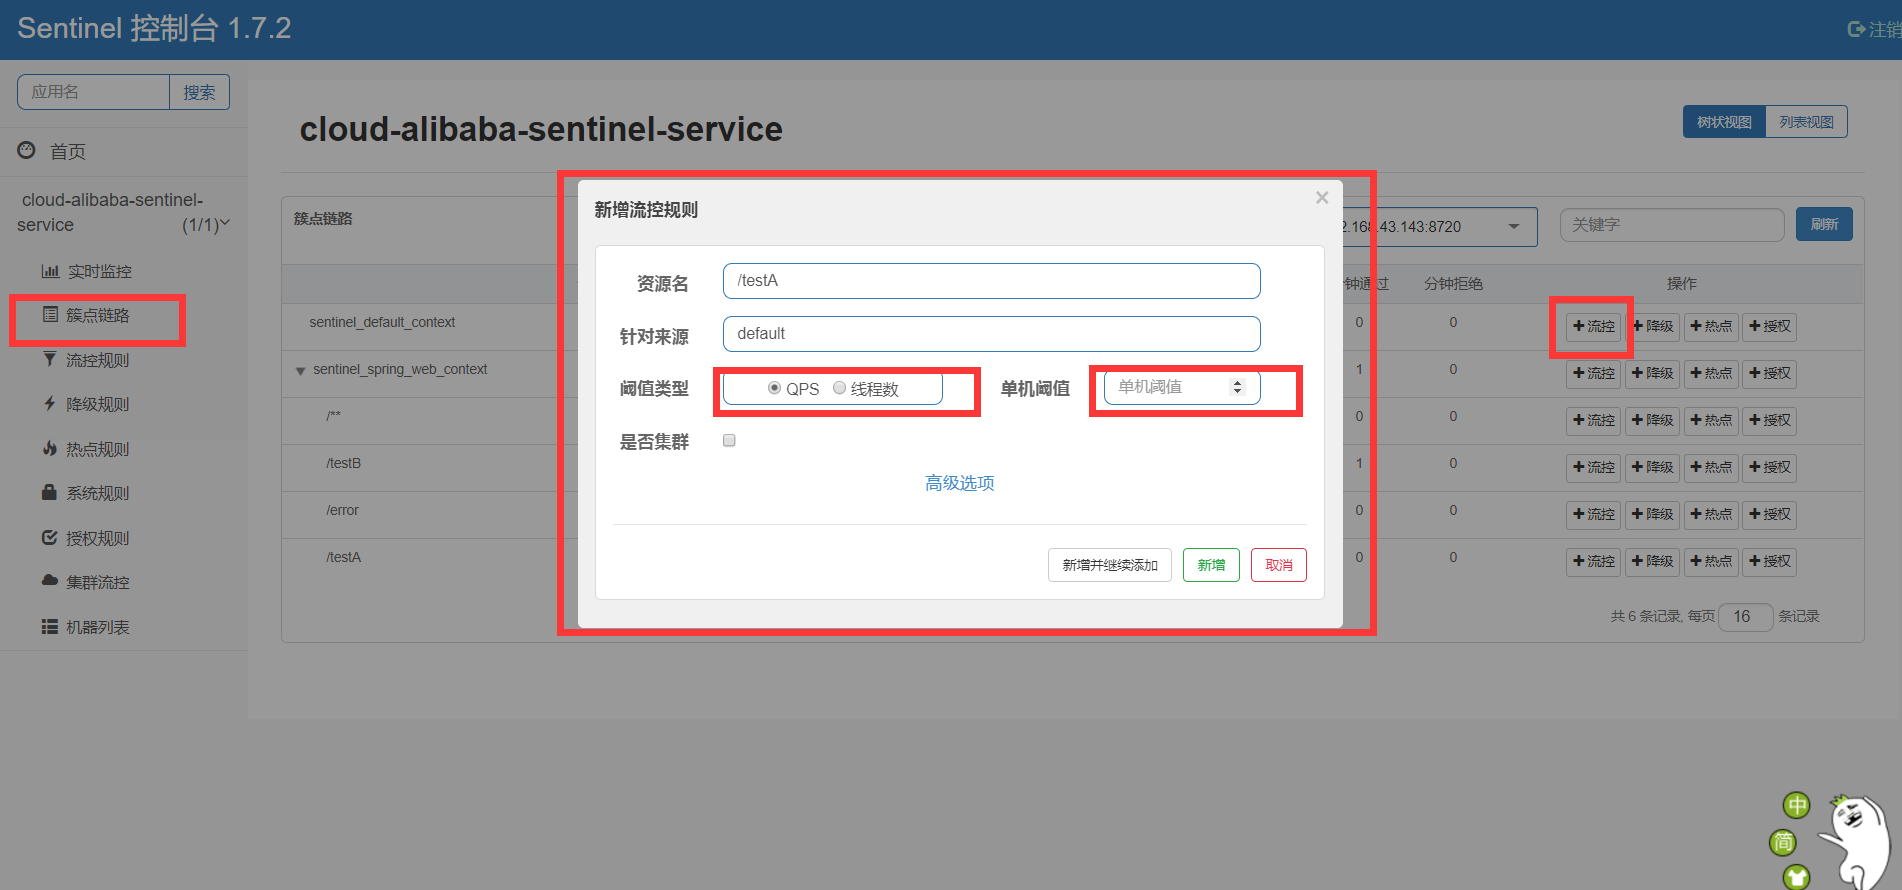 Sentinel 控制台 1.7.2
注销
应用名
搜索
首页
cloud-alibaba-sentinel-
service
(1/1)
实时监控
簇点链路
流控规则
降级规则
热点规则
系统规则
授权规则
集群流控
机器列表
cloud-alibaba-sentinel-service
树状视图
列表视图
簇点链路
2.168.43.143:8720
关键字
刷新
钟通过
分钟拒绝
操作
sentinel_default_context
0
0
流控
降级
热点
授权
sentinel_spring_web_context
1
0
流控
降级
热点
授权
/**
0
0
流控
降级
热点
授权
/testB
1
0
流控
降级
热点
授权
/error
0
0
流控
降级
热点
授权
/testA
0
0
流控
降级
热点
授权
共 6 条记录, 每页 16 条记录
新增流控规则
×
资源名
/testA
针对来源
default
阈值类型
QPS
线程数
单机阈值
单机阈值
是否集群
高级选项
新增并继续添加
新增
取消
中
简